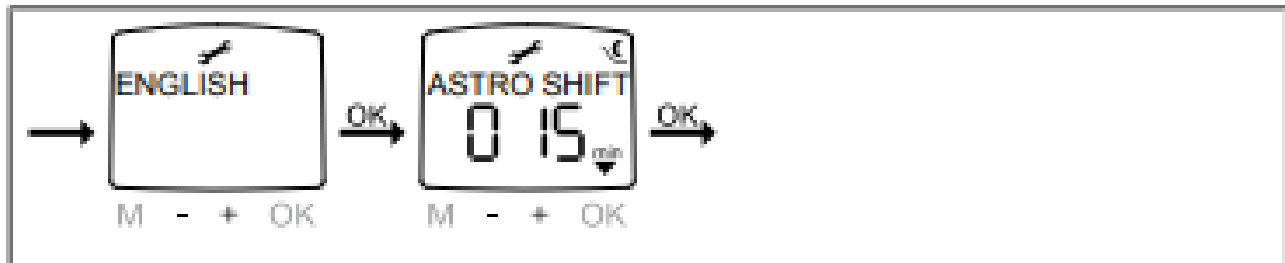 ENGLISH
M - + OK
OK
ASTRO SHIFT
0 15 min
M - + OK
OK